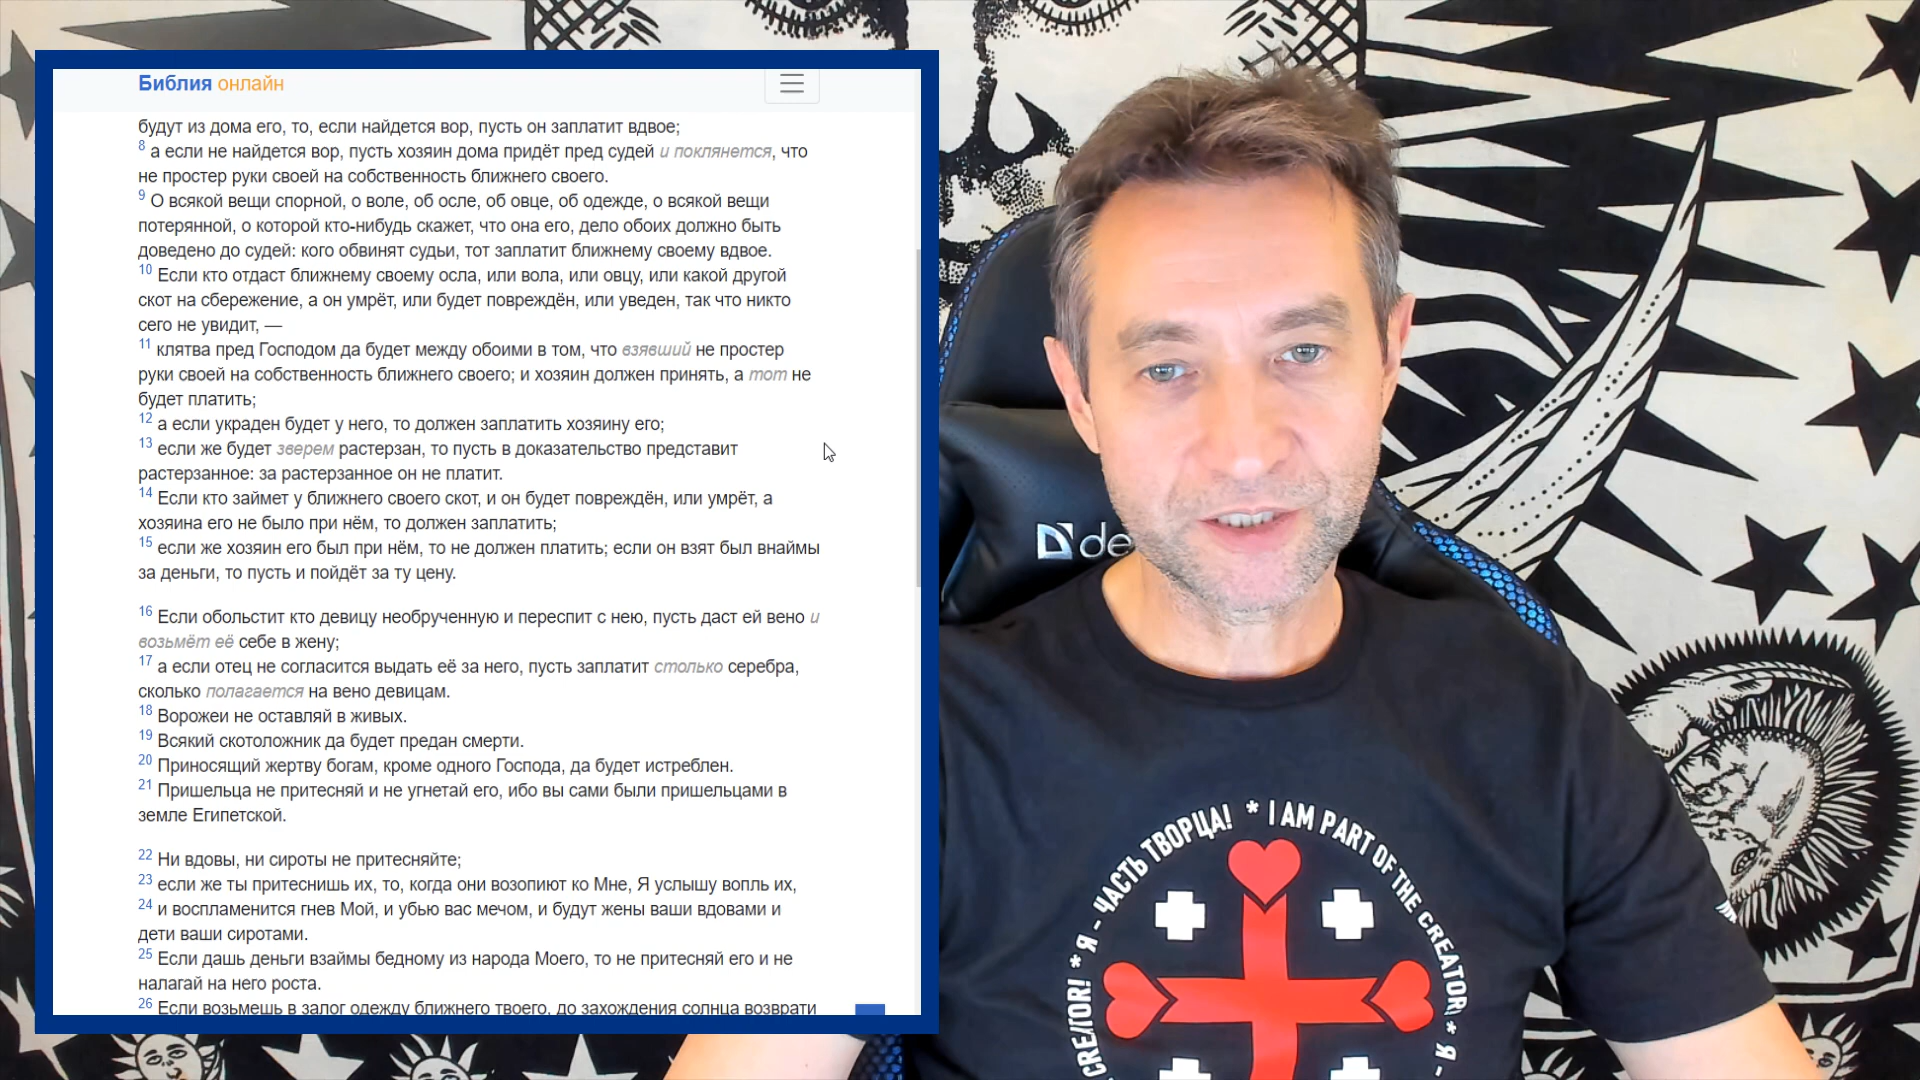 Библия онлайн
будут из дома его, то, если найдется вор, пусть он заплатит вдвое;
8 а если не найдется вор, пусть хозяин дома придёт пред судей и поклянется, что
не простер руки своей на собственность ближнего своего.
9 О всякой вещи спорной, о воле, об осле, об овце, об одежде, о всякой вещи
потерянной, о которой кто-нибудь скажет, что она его, дело обоих должно быть
доведено до судей: кого обвинят судьи, тот заплатит ближнему своему вдвое.
10 Если кто отдаст ближнему своему осла, или вола, или овцу, или какой другой
скот на сбережение, а он умрёт, или будет повреждён, или уведен, так что никто
сего не увидит, —
11 клятва пред Господом да будет между обоими в том, что взявший не простер
руки своей на собственность ближнего своего; и хозяин должен принять, а тот не
будет платить;
12 а если украден будет у него, то должен заплатить хозяину его;
13 если же будет зверем растерзан, то пусть в доказательство представит
растерзанное: за растерзанное он не платит.
14 Если кто займет у ближнего своего скот, и он будет повреждён, или умрёт, а
хозяина его не было при нём, то должен заплатить;
15 если же хозяин его был при нём, то не должен платить; если он взят был внаймы
за деньги, то пусть и пойдёт за ту цену.
16 Если обольстит кто девицу необрученную и переспит с нею, пусть даст ей вено и
возьмёт её себе в жену;
17 а если отец не согласится выдать её за него, пусть заплатит столько серебра,
сколько полагается на вено девицам.
18 Ворожеи не оставляй в живых.
19 Всякий скотоложник да будет предан смерти.
20 Приносящий жертву богам, кроме одного Господа, да будет истреблен.
21 Пришельца не притесняй и не угнетай его, ибо вы сами были пришельцами в
земле Египетской.
22 Ни вдовы, ни сироты не притесняйте;
23 если же ты притеснишь их, то, когда они возопиют ко Мне, Я услышу вопль их,
24 и воспламенится гнев Мой, и убью вас мечом, и будут жены ваши вдовами и
дети ваши сиротами.
25 Если дашь деньги взаймы бедному из народа Моего, то не притесняй его и не
налагай на него роста.
26 Если возьмешь в залог одежду ближнего твоего, до захождения солнца возврати
de
CREATOR! * Я - ЧАСТЬ ТВОРЦА! * I AM PART OF THE CREATOR! * Я -